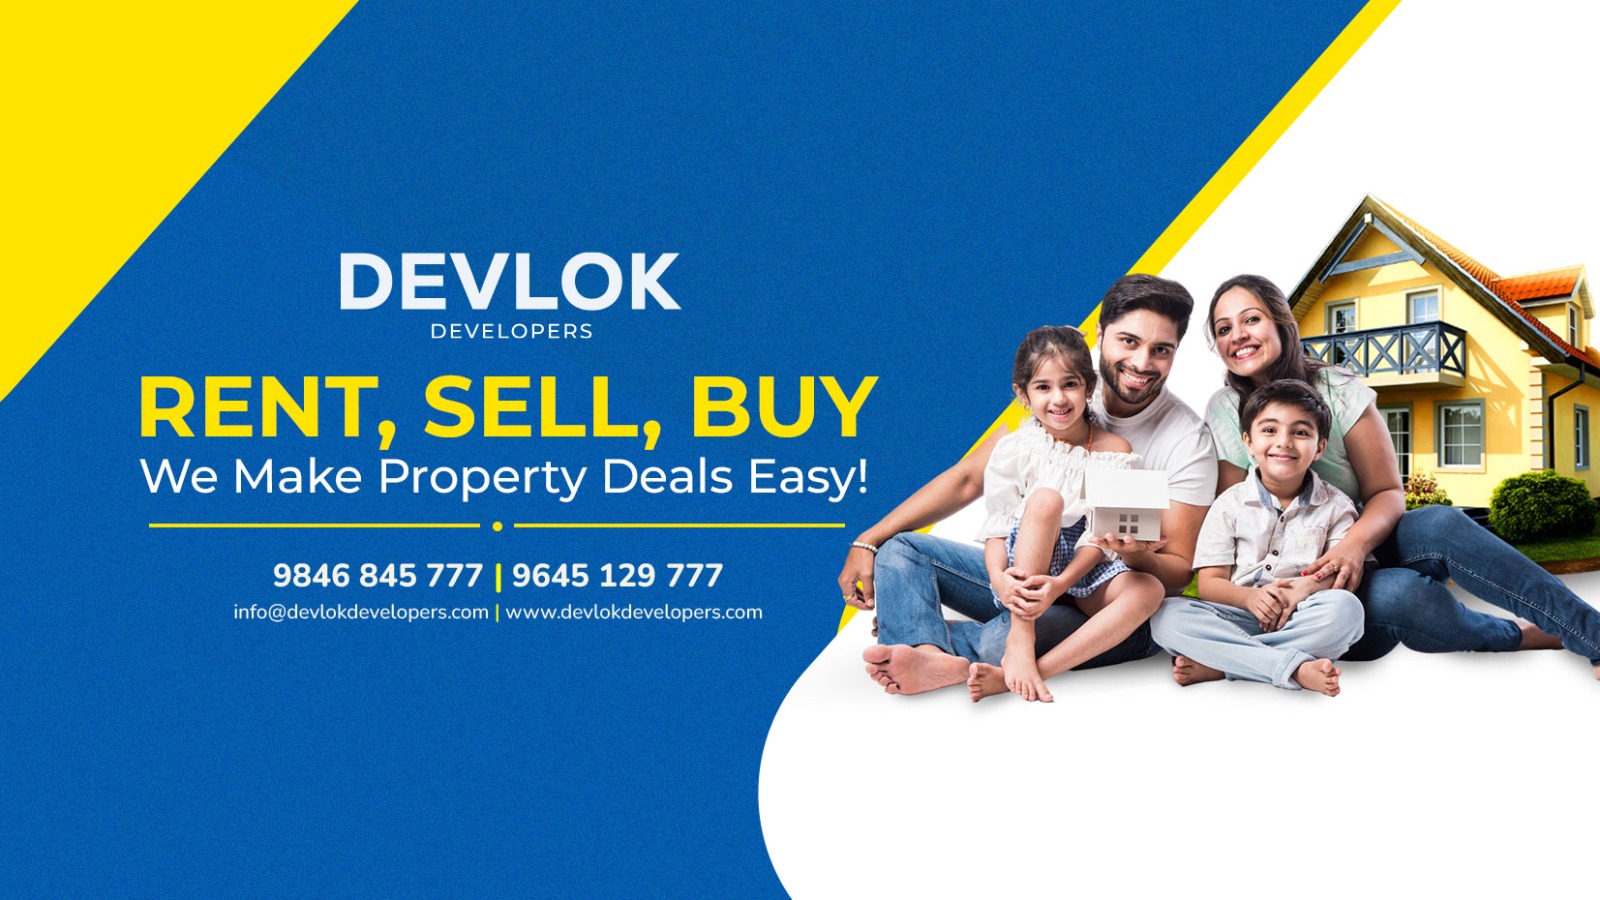 DEVLOK
DEVELOPERS
RENT, SELL, BUY
We Make Property Deals Easy!
9846 845 777 | 9645 129 777
info@devlokdevelopers.com | www.devlokdevelopers.com